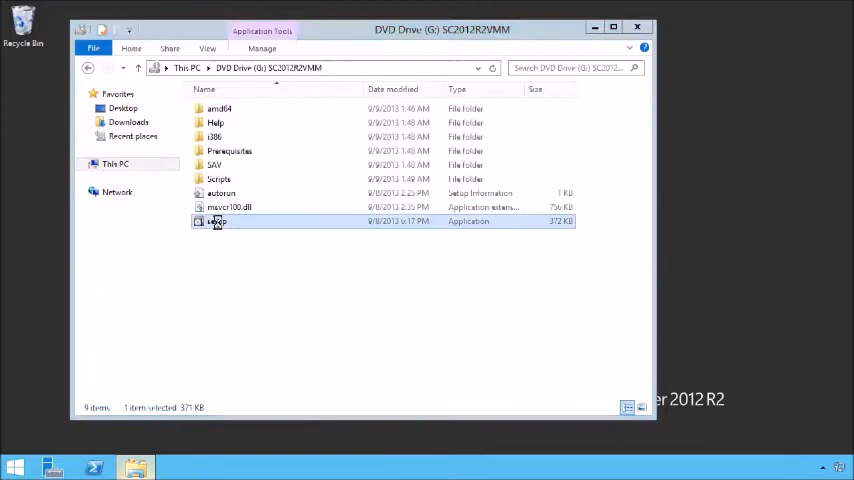 Recycle Bin
Application Tools
DVD Drive (G:) SC2012R2VMM
File Home Share View Manage
This PC DVD Drive (G:) SC2012R2VMM
Search DVD Drive (G:) SC2012...
Name Date modified Type Size
Favorites
Desktop
Downloads
Recent places
This PC
Network
amd64 9/9/2013 1:46 AM File folder
Help 9/9/2013 1:48 AM File folder
i386 9/9/2013 1:48 AM File folder
Prerequisites 9/9/2013 1:48 AM File folder
SAV 9/9/2013 1:48 AM File folder
Scripts 9/9/2013 1:49 AM File folder
autorun 9/8/2013 2:25 PM Setup Information 1 KB
msvcr100.dll 9/8/2013 2:35 PM Application exten... 756 KB
9/8/2013 6:17 PM Application 372 KB
9 items 1 item selected 371 KB
er 2012 R2